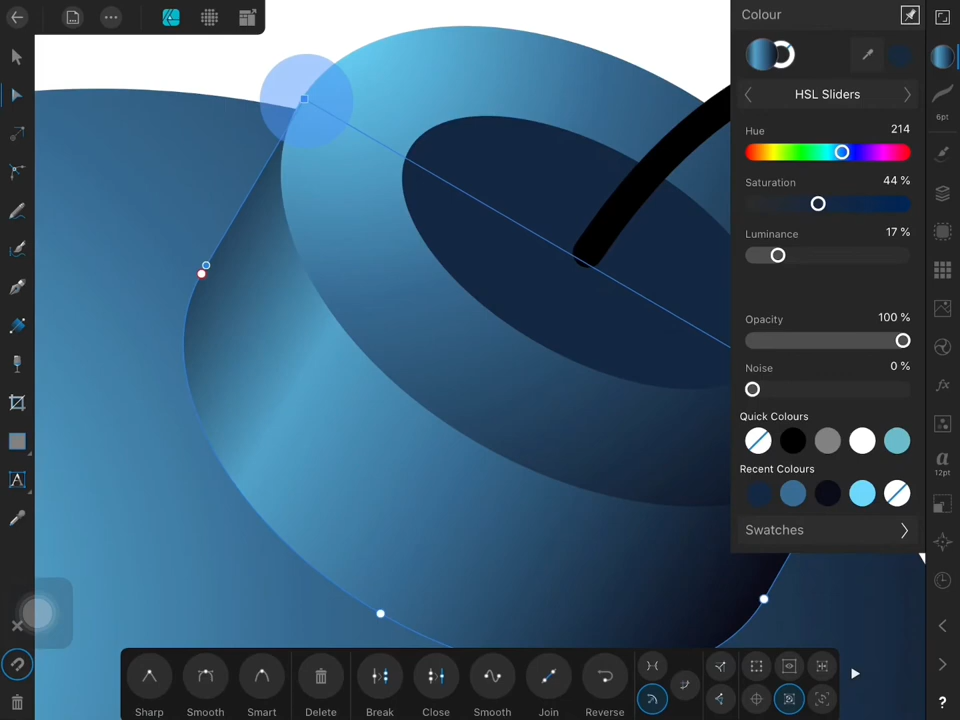 Colour
HSL Sliders
Hue 214
Saturation 44 %
Luminance 17 %
Opacity 100 %
Noise 0 %
Quick Colours
Recent Colours
Swatches
6pt
a
12pt
A
fx
?
Sharp Smooth Smart Delete Break Close Smooth Join Reverse